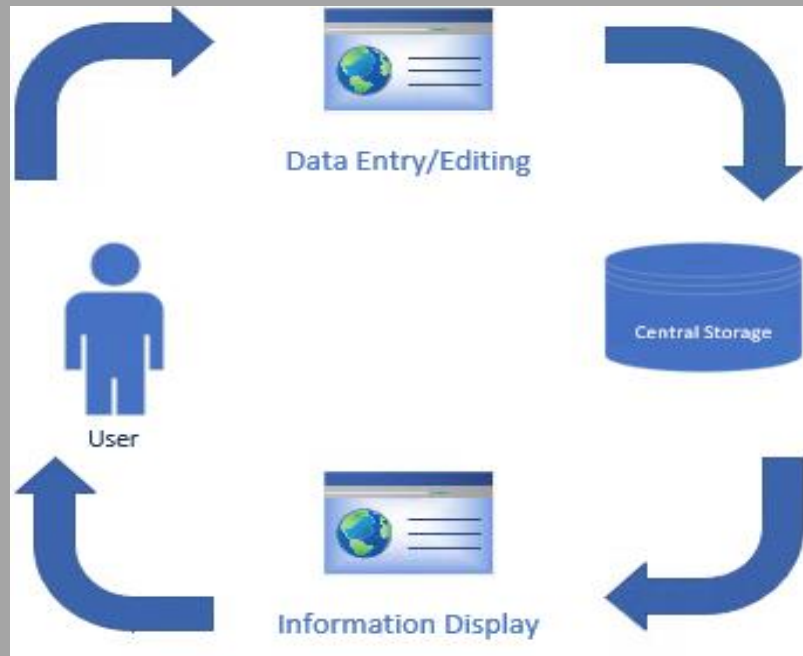 Data Entry/Editing
Central Storage
User
Information Display